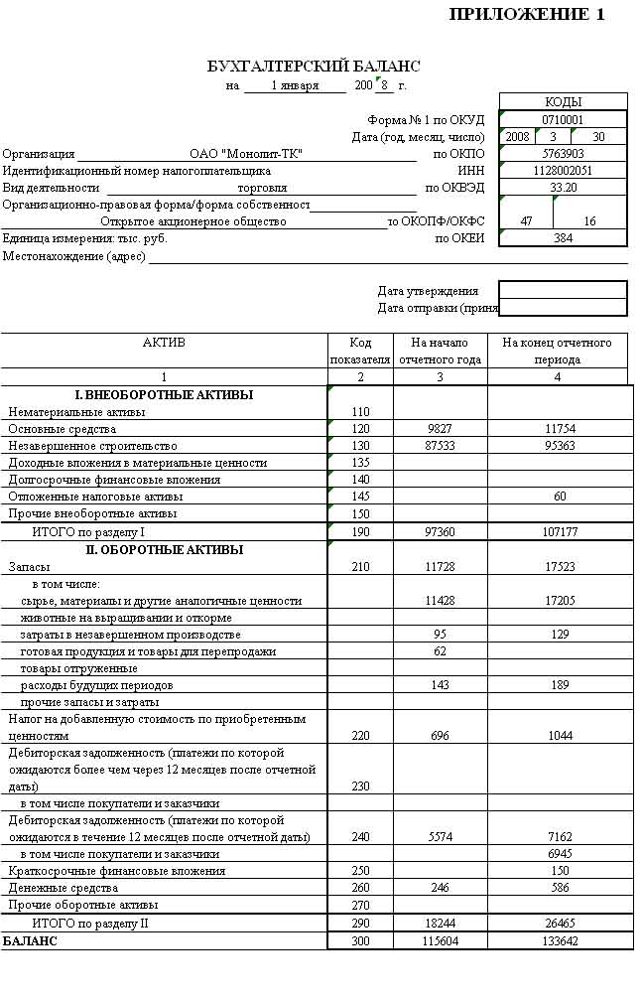 ПРИЛОЖЕНИЕ 1
БУХГАЛТЕРСКИЙ БАЛАНС
на 1 января 200 8 г.
КОДЫ
Форма № 1 по ОКУД 0710001
Дата (год, месяц, число) 2008 3 30
Организация ОАО "Монолит-ТК" по ОКПО 5763903
Идентификационный номер налогоплательщика ИНН 1128002051
Вид деятельности торговля по ОКВЭД 33.20
Организационно-правовая форма/форма собственност
Открытое акционерное общество по ОКОПФ/ОКФС 47 16
Единица измерения: тыс. руб. по ОКЕИ 384
Местонахождение (адрес)
Дата утверждения
Дата отправки (приня
АКТИВ Код На начало На конец отчетного
показателя отчетного года периода
1 2 3 4
I. ВНЕОБОРОТНЫЕ АКТИВЫ
Нематериальные активы 110
Основные средства 120 9827 11754
Незавершенное строительство 130 87533 95363
Доходные вложения в материальные ценности 135
Долгосрочные финансовые вложения 140
Отложенные налоговые активы 145 60
Прочие внеоборотные активы 150
ИТОГО по разделу I 190 97360 107177
II. ОБОРОТНЫЕ АКТИВЫ
Запасы 210 11728 17523
в том числе:
сырье, материалы и другие аналогичные ценности 11428 17205
животные на выращивании и откорме
затраты в незавершенном производстве 95 129
готовая продукция и товары для перепродажи 62
товары отгруженные
расходы будущих периодов 143 189
прочие запасы и затраты
Налог на добавленную стоимость по приобретенным
ценностям 220 696 1044
Дебиторская задолженность (платежи по которой
ожидаются более чем через 12 месяцев после отчетной
даты) 230
в том числе покупатели и заказчики
Дебиторская задолженность (платежи по которой
ожидаются в течение 12 месяцев после отчетной даты) 240 5574 7162
в том числе покупатели и заказчики 6945
Краткосрочные финансовые вложения 250 150
Денежные средства 260 246 586
Прочие оборотные активы 270
ИТОГО по разделу II 290 18244 26465
БАЛАНС 300 115604 133642